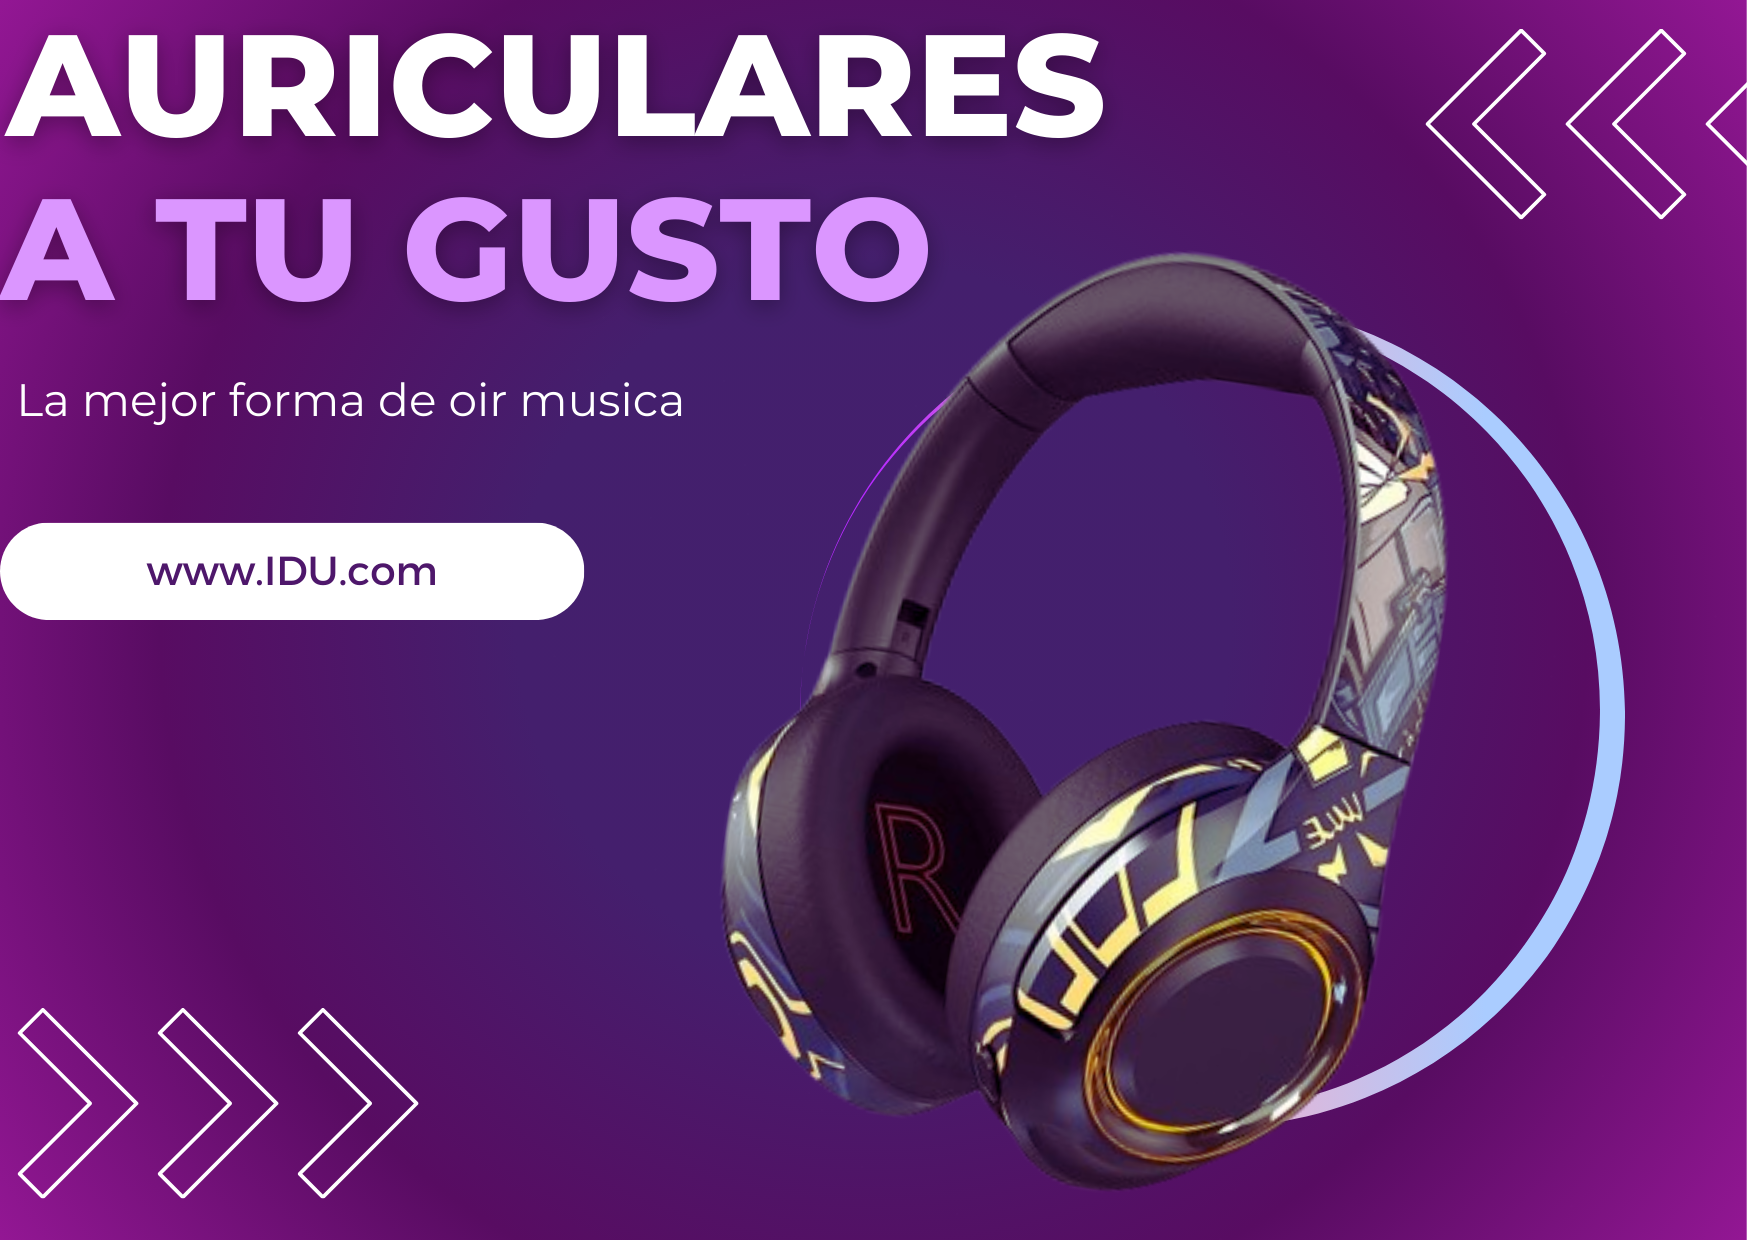 AURICULARES
A TU GUSTO
La mejor forma de oir musica
www.IDU.com
R